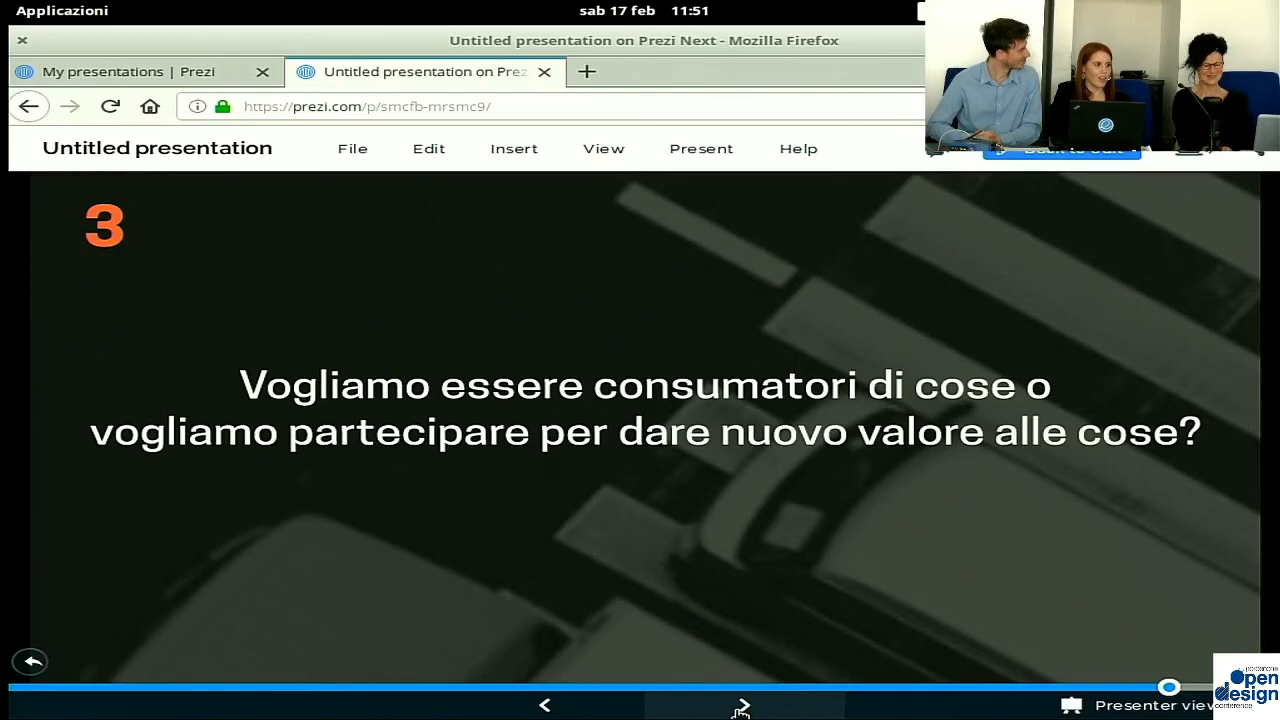 Applicazioni
sab 17 feb 11:51
Untitled presentation on Prezi Next - Mozilla Firefox
My presentations | Prezi
Untitled presentation on Prez
https://prezi.com/p/smcfb-mrsmc9/
Untitled presentation
File Edit Insert View Present Help
3
Vogliamo essere consumatori di cose o
vogliamo partecipare per dare nuovo valore alle cose?
Presenter view
pordenone
open
design
conference